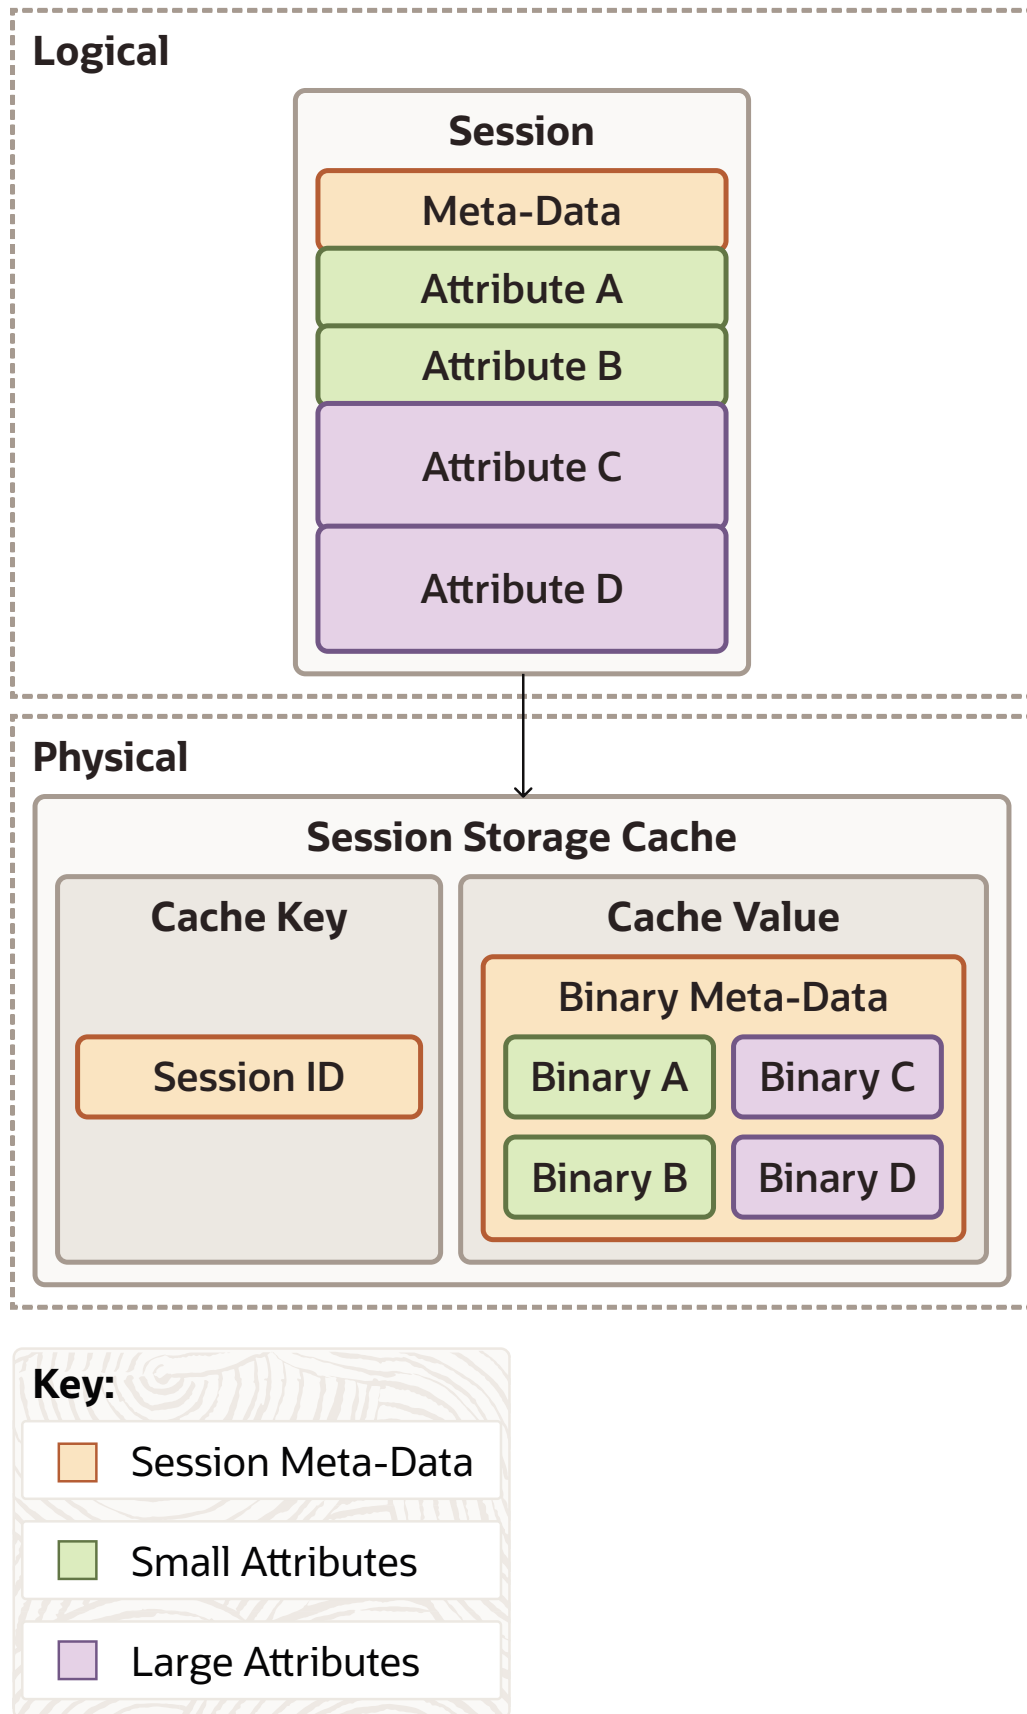 Logical
Session
Meta-Data
Attribute A
Attribute B
Attribute C
Attribute D
Physical
Session Storage Cache
Cache Key
Session ID
Cache Value
Binary Meta-Data
Binary A
Binary C
Binary B
Binary D
Key:
Session Meta-Data
Small Attributes
Large Attributes